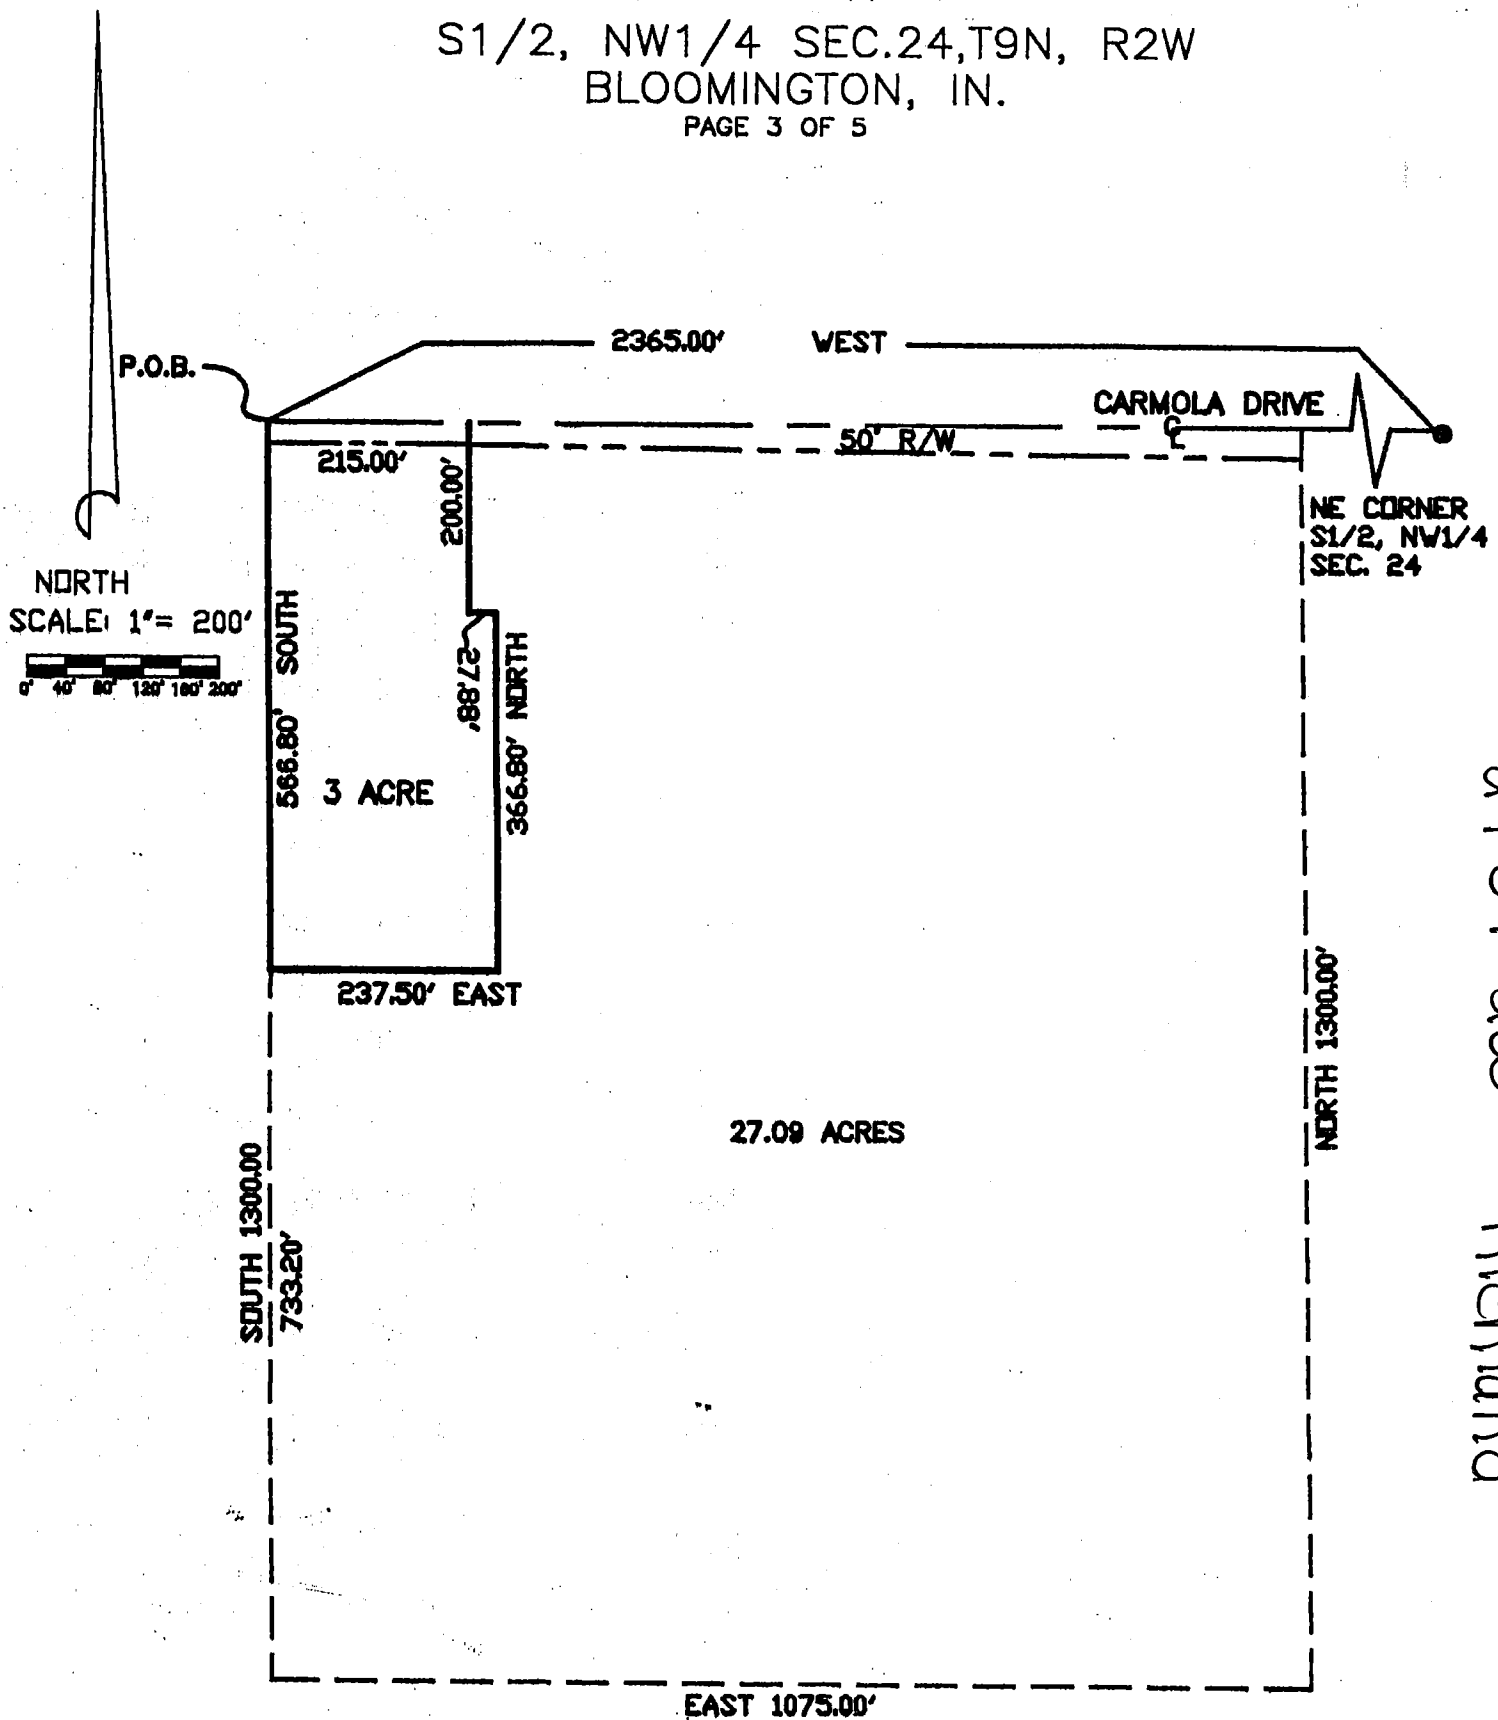 S1/2, NW1/4 SEC.24,T9N, R2W
BLOOMINGTON, IN.
PAGE 3 OF 5
2365.00' WEST
P.O.B.
CARMOLA DRIVE
50' R/W
215.00'
200.00'
NE CORNER
S1/2, NW1/4
SEC. 24
NORTH
SCALE: 1"= 200'
0' 40' 80' 120' 160' 200'
566.80' SOUTH
27.88'
366.80' NORTH
3 ACRE
237.50' EAST
NORTH 1300.00'
27.09 ACRES
SOUTH 1300.00
733.20'
EAST 1075.00'